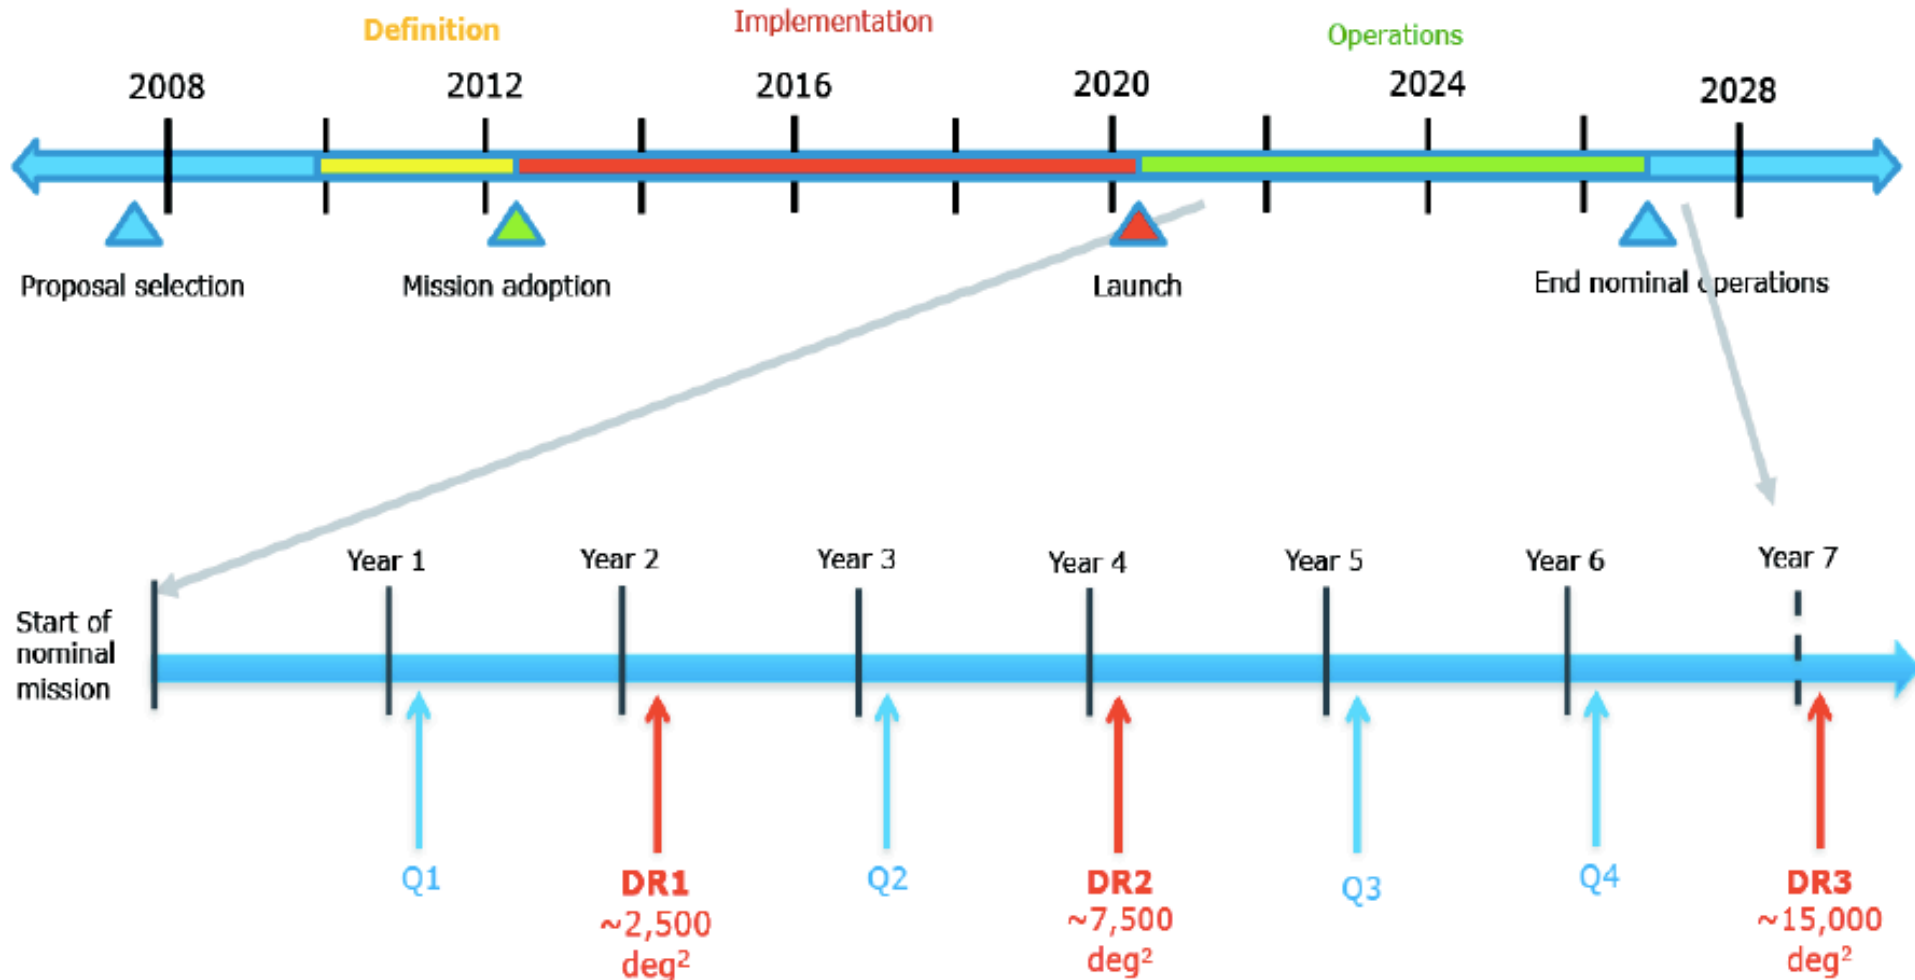 Definition
Implementation
Operations
2008
2012
2016
2020
2024
2028
Proposal selection
Mission adoption
Launch
End nominal operations
Year 1
Year 2
Year 3
Year 4
Year 5
Year 6
Year 7
Start of
nominal
mission
Q1
DR1
~2,500
deg²
Q2
DR2
~7,500
deg²
Q3
Q4
DR3
~15,000
deg²